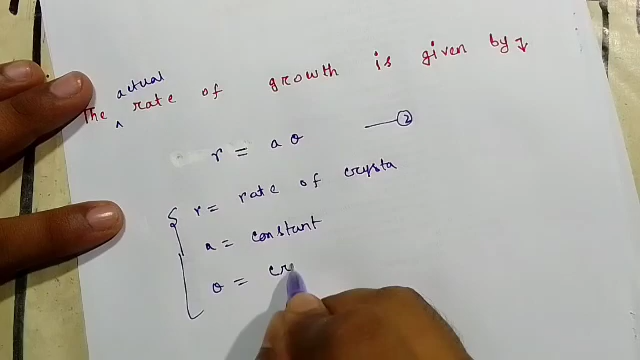 actual
The ʌ rate of growth is given by ↴
r = a θ —②
r = rate of crysta
a = constant
θ = cr